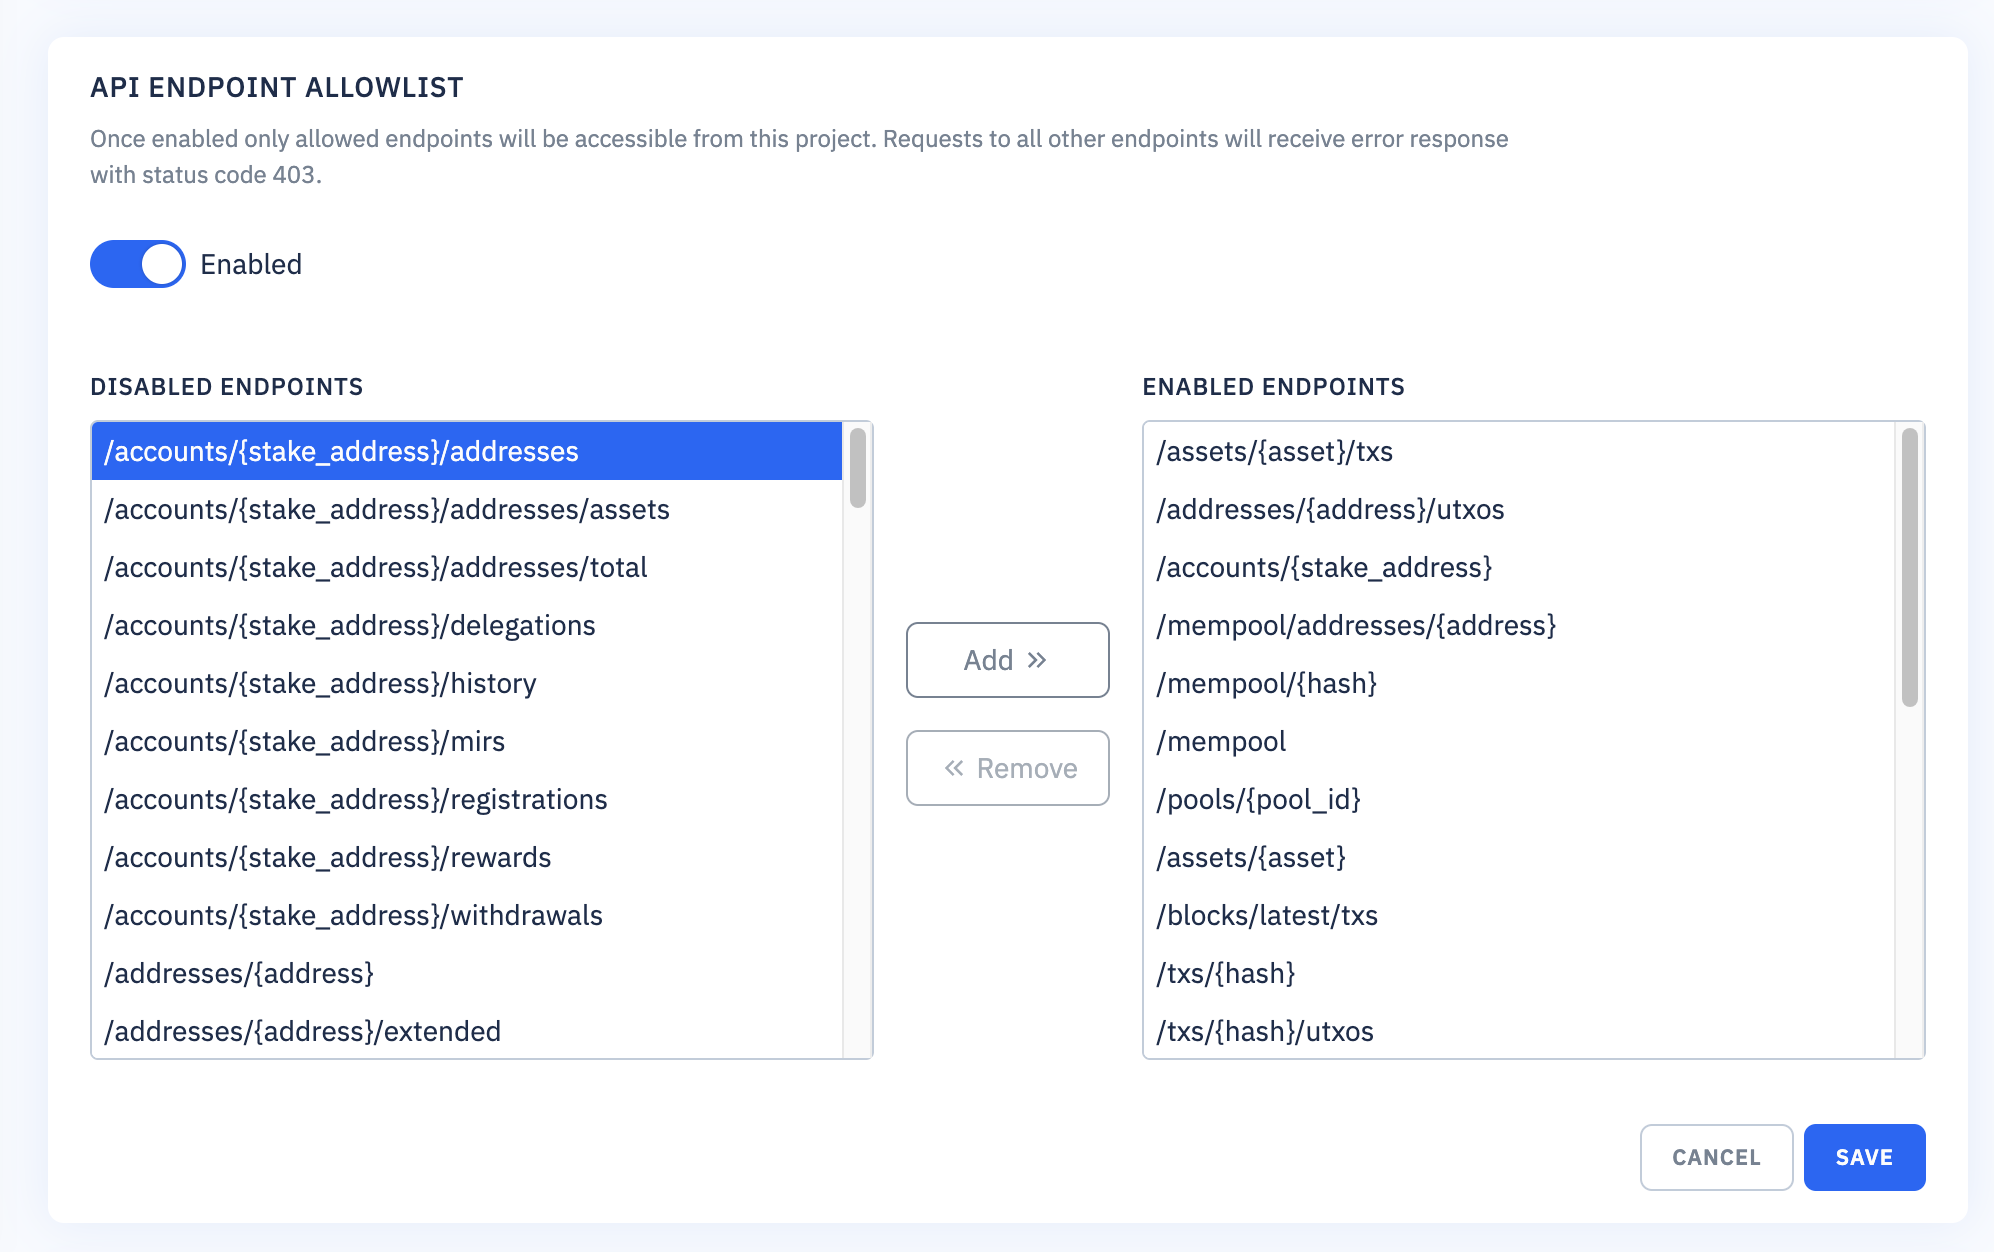 API ENDPOINT ALLOWLIST
Once enabled only allowed endpoints will be accessible from this project. Requests to all other endpoints will receive error response
with status code 403.
Enabled
DISABLED ENDPOINTS
/accounts/{stake_address}/addresses
/accounts/{stake_address}/addresses/assets
/accounts/{stake_address}/addresses/total
/accounts/{stake_address}/delegations
/accounts/{stake_address}/history
/accounts/{stake_address}/mirs
/accounts/{stake_address}/registrations
/accounts/{stake_address}/rewards
/accounts/{stake_address}/withdrawals
/addresses/{address}
/addresses/{address}/extended
Add »
« Remove
ENABLED ENDPOINTS
/assets/{asset}/txs
/addresses/{address}/utxos
/accounts/{stake_address}
/mempool/addresses/{address}
/mempool/{hash}
/mempool
/pools/{pool_id}
/assets/{asset}
/blocks/latest/txs
/txs/{hash}
/txs/{hash}/utxos
CANCEL
SAVE